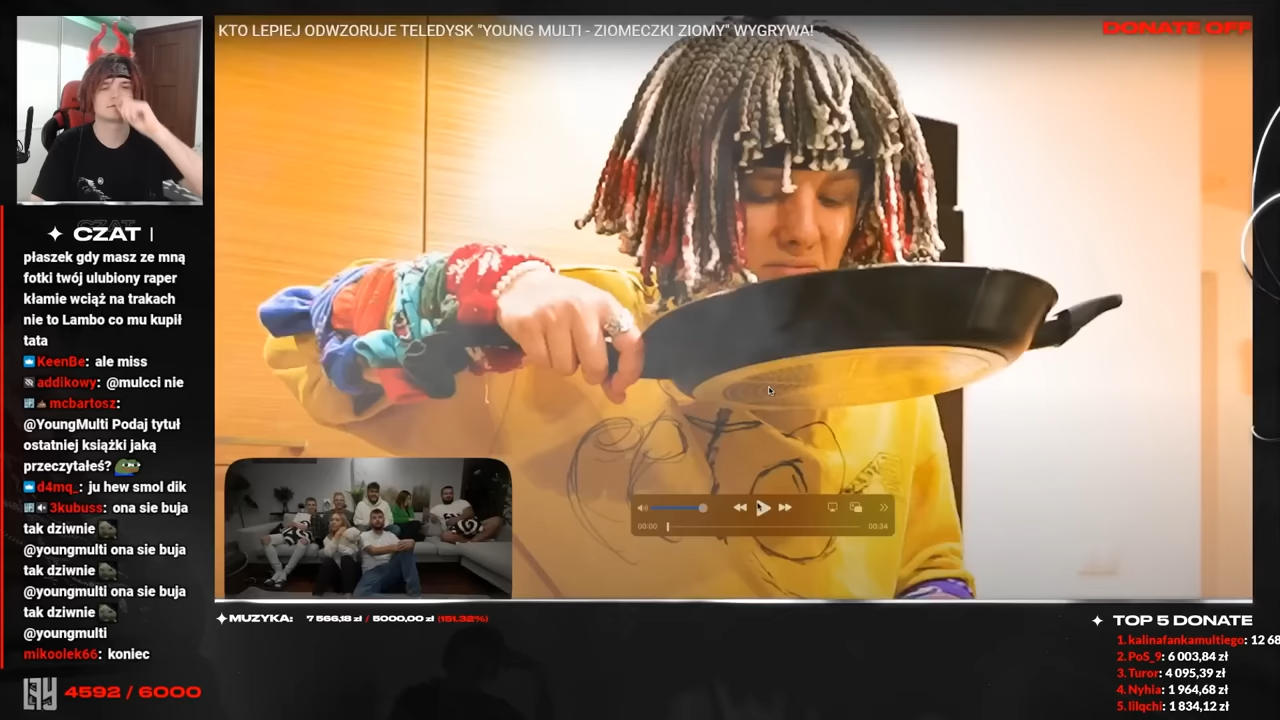 KTO LEPIEJ ODWZORUJE TELEDYSK "YOUNG MULTI - ZIOMECZKI ZIOMY" WYGRYWA!
DONATE OFF
CZAT |
płaszek gdy masz ze mną
fotki twój ulubiony raper
kłamie wciąż na trakach
nie to Lambo co mu kupił
tata
KeenBe: ale miss
addikowy: @mulcci nie
mcbartosz:
@YoungMulti Podaj tytuł
ostatniej książki jaką
przeczytałeś?
d4mq_: ju hew smol dik
3kubuss: ona sie buja
tak dziwnie
@youngmulti ona sie buja
tak dziwnie
@youngmulti ona sie buja
tak dziwnie
@youngmulti
mikoolek66: koniec
4592 / 6000
00:00
00:34
MUZYKA: 7 566,18 zł / 5000,00 zł (151.32%)
TOP 5 DONATE
1. kalinafankamultiego: 12 68
2. PoS_9: 6 003,84 zł
3. Turor: 4 095,39 zł
4. Nyhia: 1 964,68 zł
5. lilqchi: 1 834,12 zł